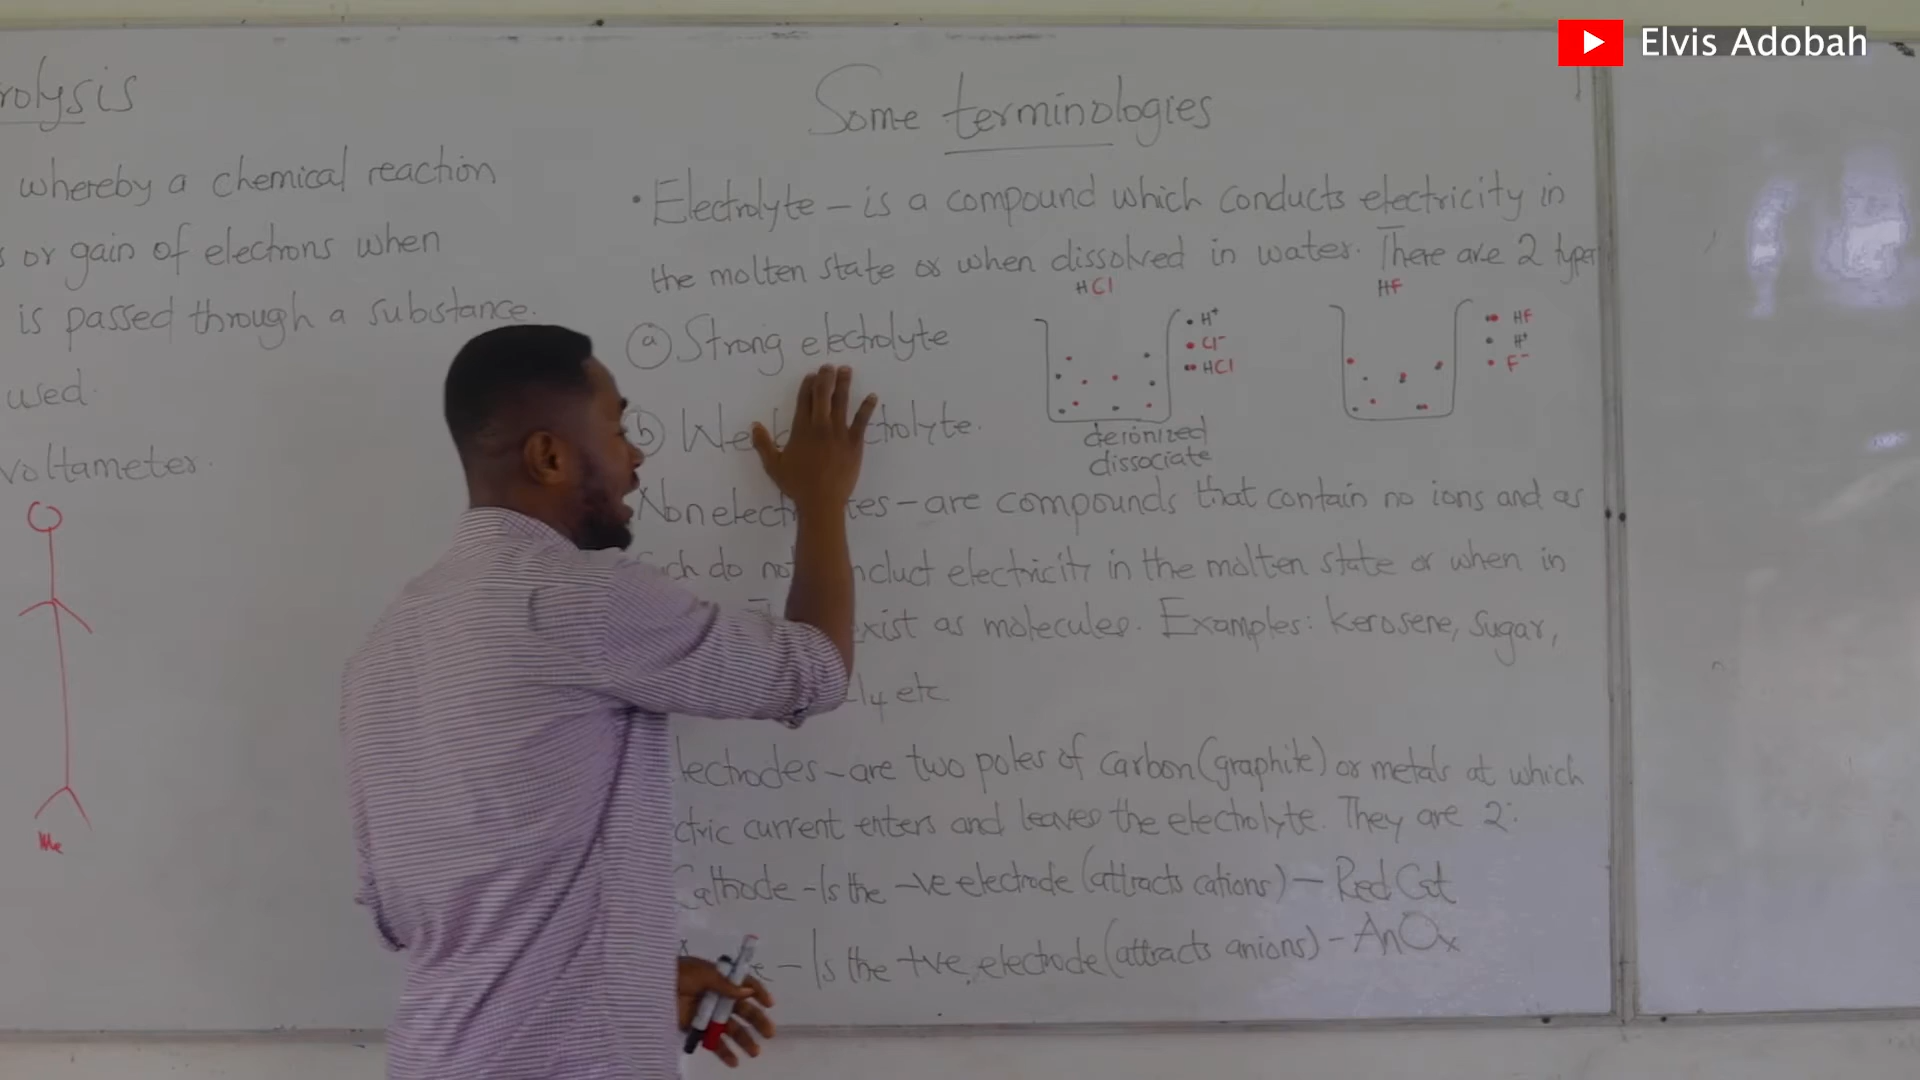 Elvis Adobah
rolysis
whereby a chemical reaction
s or gain of electrons when
is passed through a substance.
used.
voltameter.
Me
Some terminologies
• Electrolyte – is a compound which conducts electricity in
the molten state or when dissolved in water. There are 2 types
HCl
HF
(a) Strong electrolyte
• H⁺
• Cl⁻
•• HCl
•• HF
• H⁺
• F⁻
(b) trolyte.
deionized
dissociate
Nonelect tes – are compounds that contain no ions and as
ch do not nduct electricity in the molten state or when in
xist as molecules. Examples: kerosene, sugar,
l₄ etc
lectrodes – are two poles of carbon (graphite) or metals at which
ctric current enters and leaves the electrolyte. They are 2:
Cathode – Is the –ve electrode (attracts cations) – Red Cat
e – Is the +ve electrode (attracts anions) – An Ox